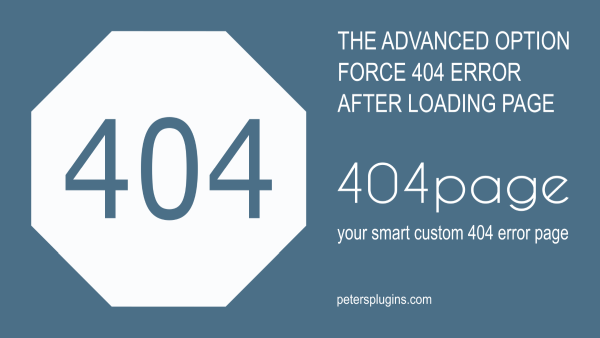 404
THE ADVANCED OPTION
FORCE 404 ERROR
AFTER LOADING PAGE
404page
your smart custom 404 error page
petersplugins.com